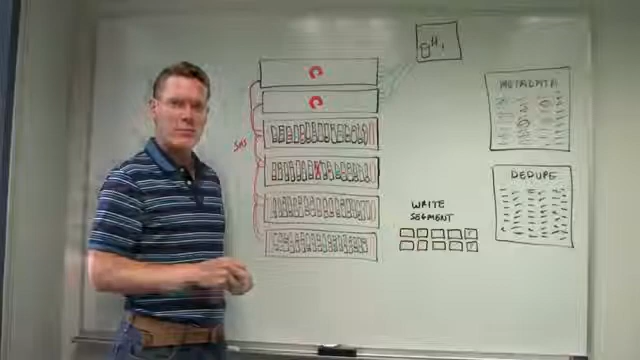 SAS
METADATA
DEDUPE
WRITE
SEGMENT